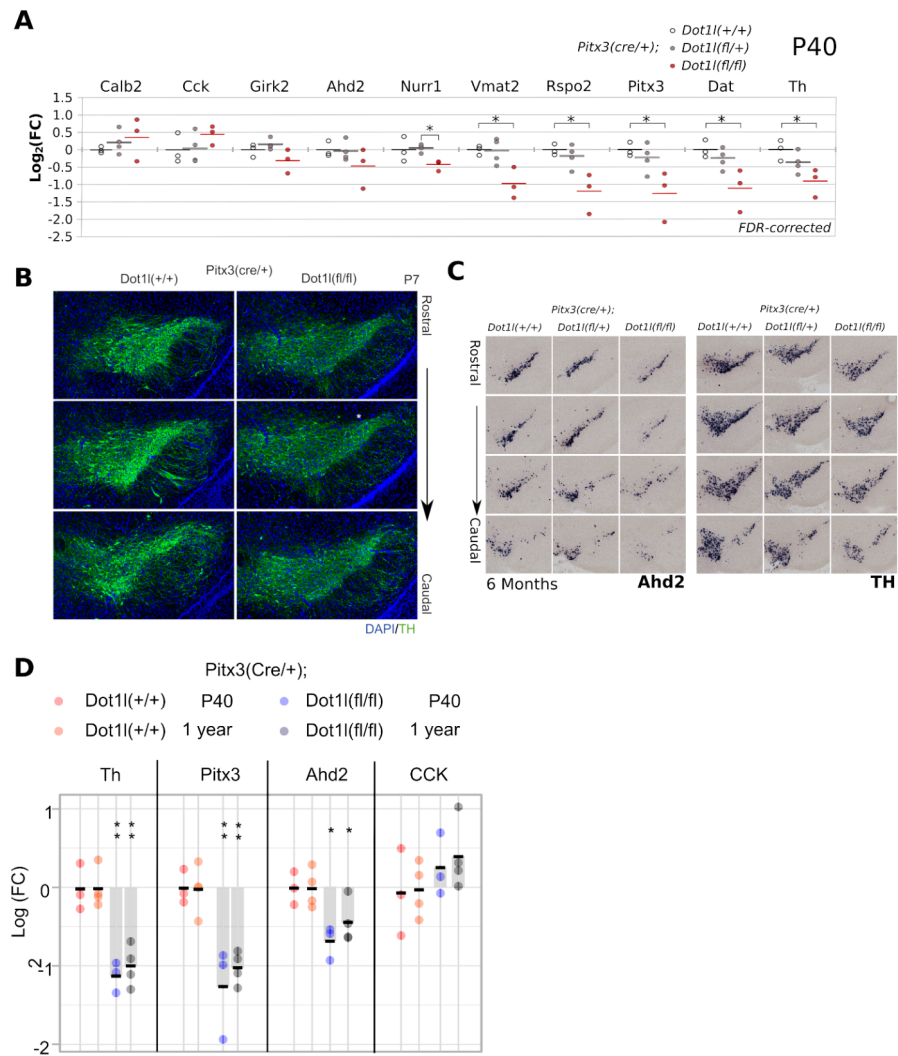 A
Pitx3(cre/+);
Dot1l(+/+)
Dot1l(fl/+)
Dot1l(fl/fl)
P40
Calb2 Cck Girk2 Ahd2 Nurr1 Vmat2 Rspo2 Pitx3 Dat Th
Log2(FC)
1.5
1.0
0.5
0
-0.5
-1.0
-1.5
-2.0
-2.5
* * * * * *
FDR-corrected
B
Pitx3(cre/+)
Dot1l(+/+) Dot1l(fl/fl) P7
Rostral
Caudal
*
DAPI/TH
C
Pitx3(cre/+); Pitx3(cre/+)
Dot1l(+/+) Dot1l(fl/+) Dot1l(fl/fl) Dot1l(+/+) Dot1l(fl/+) Dot1l(fl/fl)
Rostral
Caudal
6 Months Ahd2 TH
D
Pitx3(Cre/+);
Dot1l(+/+) P40 Dot1l(fl/fl) P40
Dot1l(+/+) 1 year Dot1l(fl/fl) 1 year
Th Pitx3 Ahd2 CCK
Log (FC)
2
1
0
-1
-2
* * * * * *
* * * *